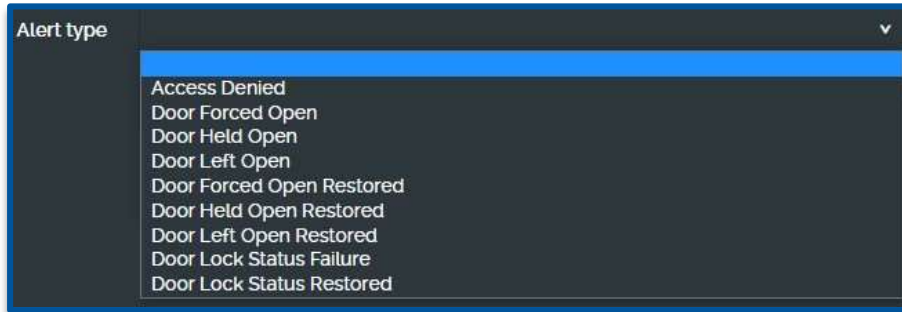 Alert type
Access Denied
Door Forced Open
Door Held Open
Door Left Open
Door Forced Open Restored
Door Held Open Restored
Door Left Open Restored
Door Lock Status Failure
Door Lock Status Restored